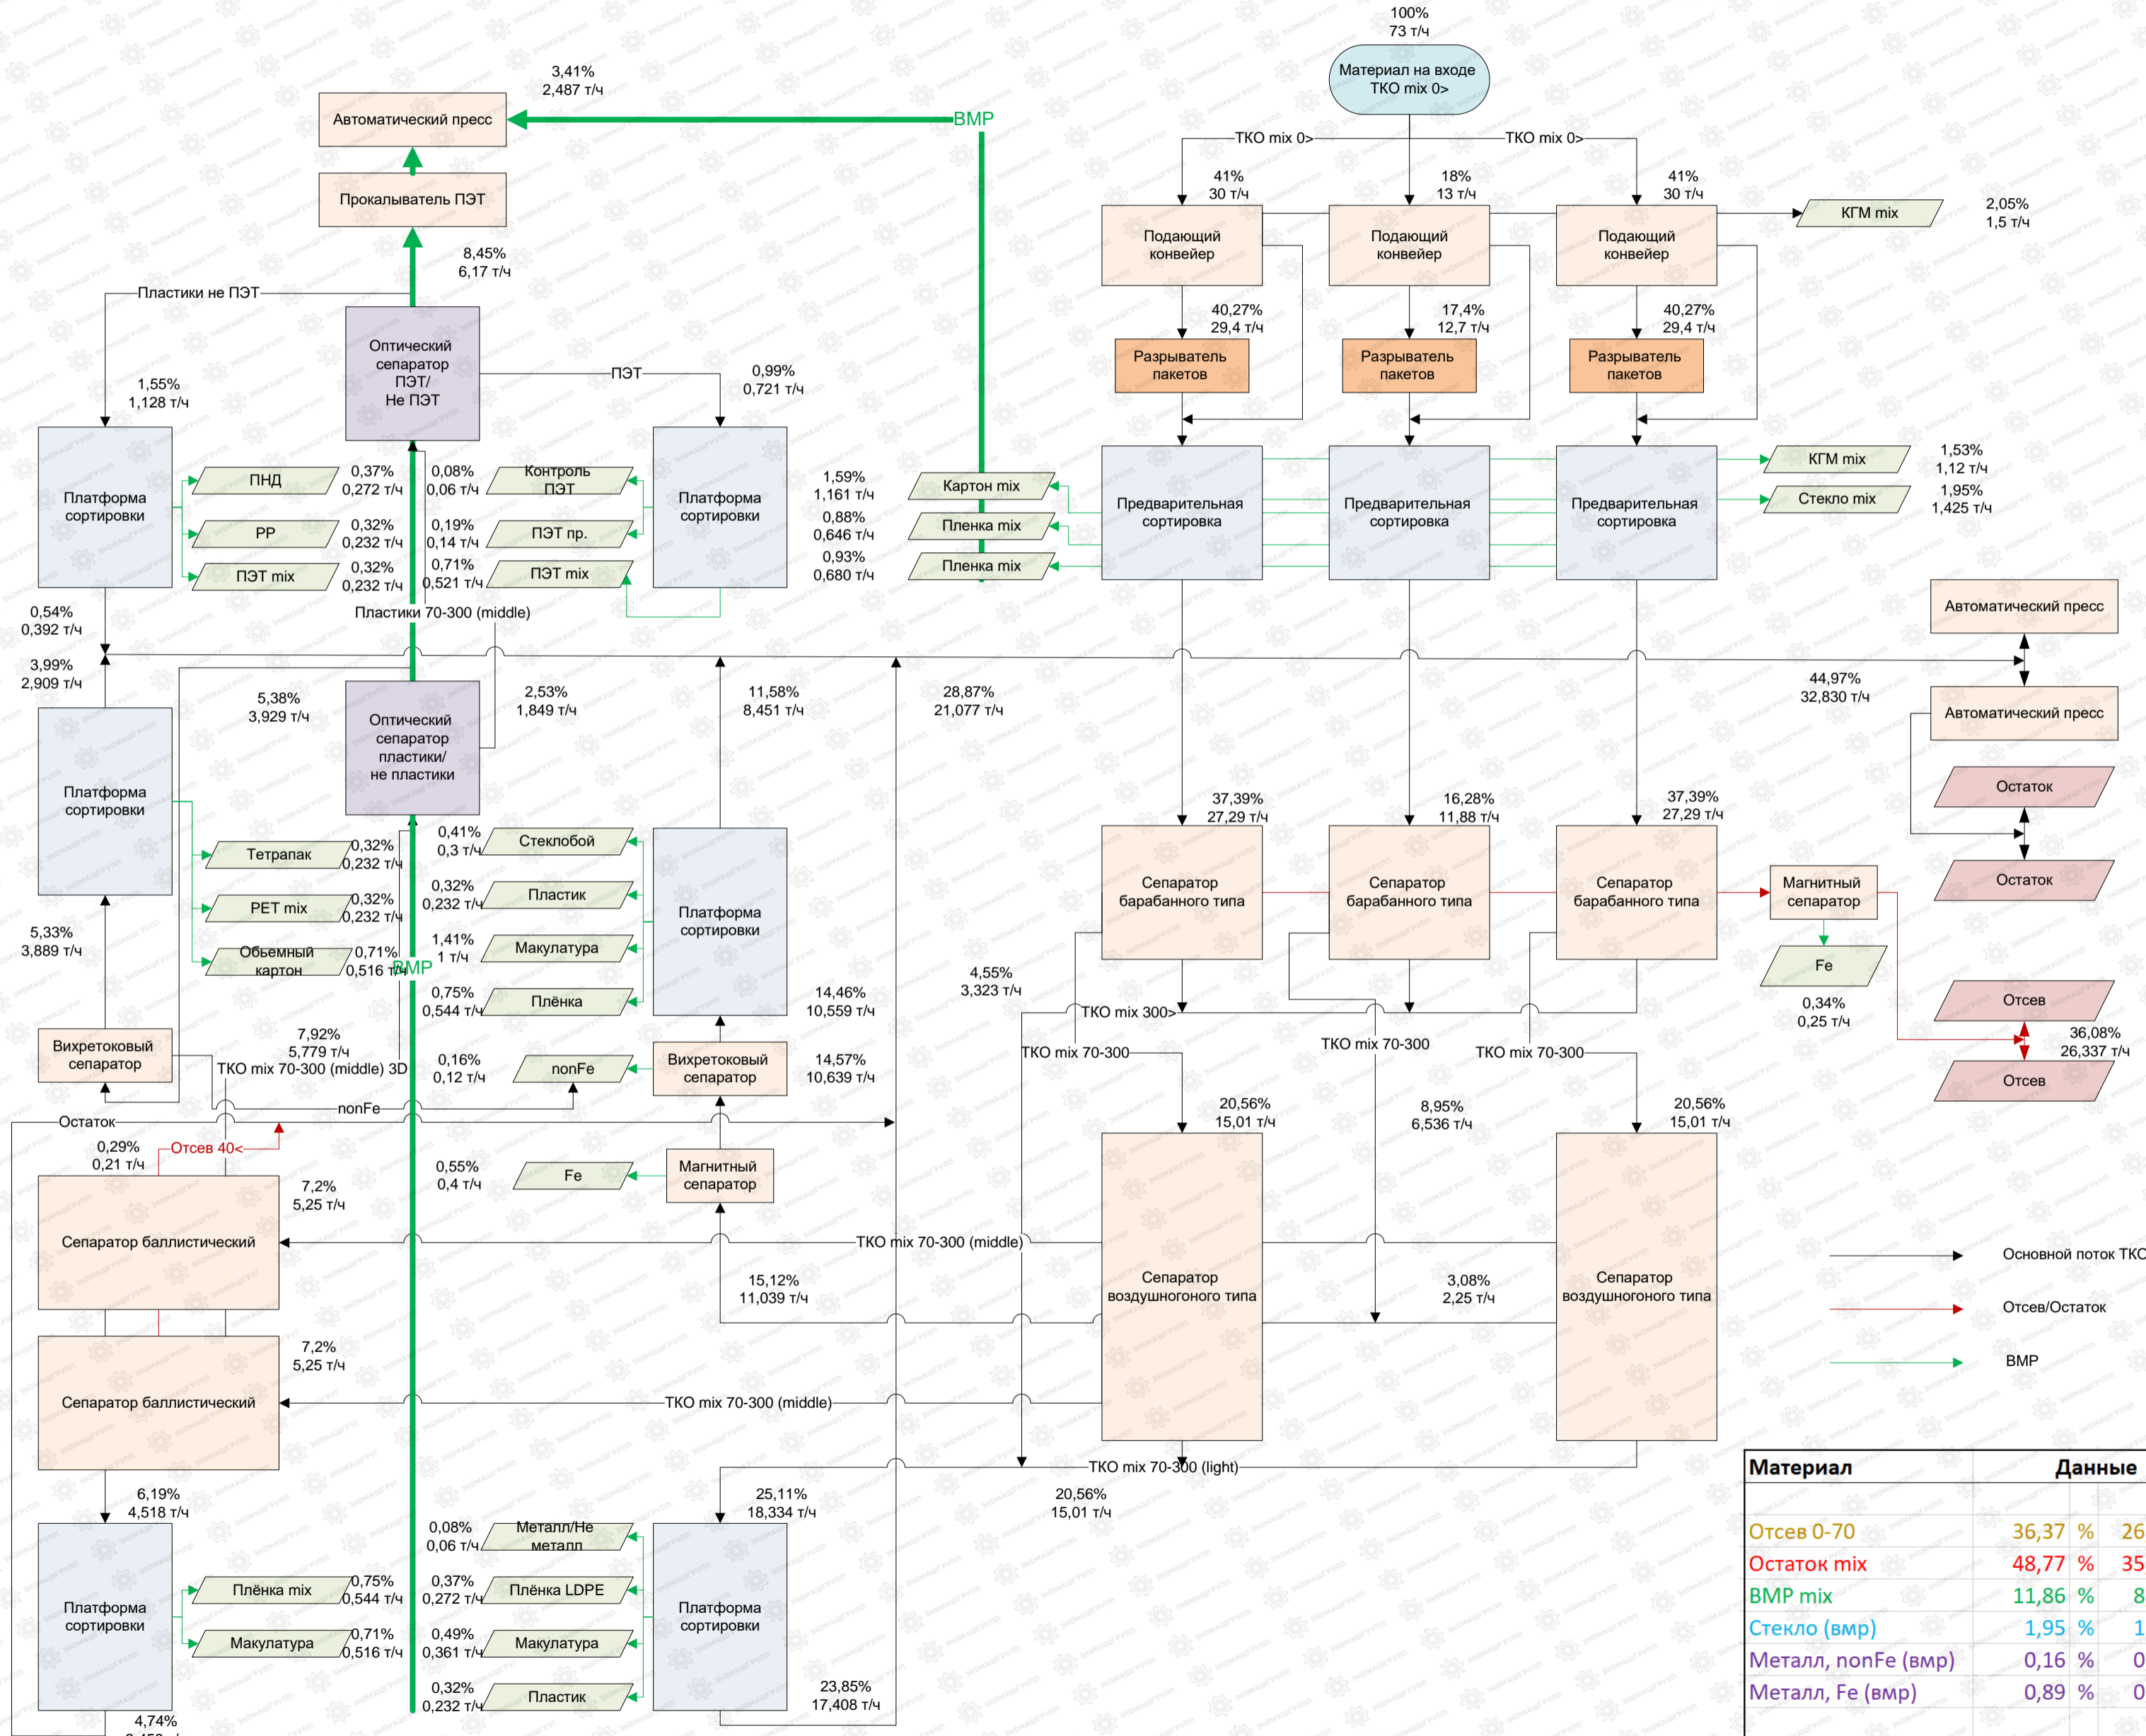 100%
73 т/ч
Материал на входе
ТКО mix 0>
ТКО mix 0>
ТКО mix 0>
3,41%
2,487 т/ч
Автоматический пресс
ВМР
Прокалыватель ПЭТ
8,45%
6,17 т/ч
41%
30 т/ч
18%
13 т/ч
41%
30 т/ч
Подающий
конвейер
Подающий
конвейер
Подающий
конвейер
КГМ mix
2,05%
1,5 т/ч
40,27%
29,4 т/ч
17,4%
12,7 т/ч
40,27%
29,4 т/ч
Разрыватель
пакетов
Разрыватель
пакетов
Разрыватель
пакетов
Пластики не ПЭТ
Оптический
сепаратор
ПЭТ/
Не ПЭТ
ПЭТ
1,55%
1,128 т/ч
0,99%
0,721 т/ч
Платформа
сортировки
ПНД
0,37%
0,272 т/ч
PP
0,32%
0,232 т/ч
ПЭТ mix
0,32%
0,232 т/ч
0,08%
0,06 т/ч
Контроль
ПЭТ
0,19%
0,14 т/ч
ПЭТ пр.
0,71%
0,521 т/ч
ПЭТ mix
Платформа
сортировки
1,59%
1,161 т/ч
Картон mix
0,88%
0,646 т/ч
Пленка mix
0,93%
0,680 т/ч
Пленка mix
Предварительная
сортировка
Предварительная
сортировка
Предварительная
сортировка
КГМ mix
1,53%
1,12 т/ч
Стекло mix
1,95%
1,425 т/ч
Пластики 70-300 (middle)
0,54%
0,392 т/ч
3,99%
2,909 т/ч
5,38%
3,929 т/ч
2,53%
1,849 т/ч
11,58%
8,451 т/ч
28,87%
21,077 т/ч
44,97%
32,830 т/ч
Автоматический пресс
Автоматический пресс
Остаток
Остаток
Платформа
сортировки
Оптический
сепаратор
пластики/
не пластики
Тетрапак
0,32%
0,232 т/ч
PET mix
0,32%
0,232 т/ч
Обьемный
картон
0,71%
0,516 т/ч
ВМР
0,41%
0,3 т/ч
Стеклобой
0,32%
0,232 т/ч
Пластик
1,41%
1 т/ч
Макулатура
0,75%
0,544 т/ч
Плёнка
Платформа
сортировки
37,39%
27,29 т/ч
16,28%
11,88 т/ч
37,39%
27,29 т/ч
Сепаратор
барабанного типа
Сепаратор
барабанного типа
Сепаратор
барабанного типа
Магнитный
сепаратор
Fe
0,34%
0,25 т/ч
Отсев
36,08%
26,337 т/ч
Отсев
5,33%
3,889 т/ч
4,55%
3,323 т/ч
ТКО mix 300>
ТКО mix 70-300
ТКО mix 70-300
ТКО mix 70-300
14,46%
10,559 т/ч
Вихретоковый
сепаратор
7,92%
5,779 т/ч
ТКО mix 70-300 (middle) 3D
0,16%
0,12 т/ч
nonFe
Вихретоковый
сепаратор
14,57%
10,639 т/ч
nonFe
Остаток
0,29%
0,21 т/ч
Отсев 40<
0,55%
0,4 т/ч
Fe
Магнитный
сепаратор
20,56%
15,01 т/ч
8,95%
6,536 т/ч
20,56%
15,01 т/ч
7,2%
5,25 т/ч
Сепаратор баллистический
ТКО mix 70-300 (middle)
15,12%
11,039 т/ч
Сепаратор
воздушногоного типа
3,08%
2,25 т/ч
Сепаратор
воздушногоного типа
7,2%
5,25 т/ч
Сепаратор баллистический
ТКО mix 70-300 (middle)
ТКО mix 70-300 (light)
Основной поток ТКО
Отсев/Остаток
ВМР
6,19%
4,518 т/ч
25,11%
18,334 т/ч
20,56%
15,01 т/ч
Платформа
сортировки
Плёнка mix
0,75%
0,544 т/ч
Макулатура
0,71%
0,516 т/ч
0,08%
0,06 т/ч
Металл/Не
металл
0,37%
0,272 т/ч
Плёнка LDPE
0,49%
0,361 т/ч
Макулатура
0,32%
0,232 т/ч
Пластик
Платформа
сортировки
23,85%
17,408 т/ч
4,74%
Материал Данные
Отсев 0-70 36,37 % 26
Остаток mix 48,77 % 35
ВМР mix 11,86 % 8
Стекло (вмр) 1,95 % 1
Металл, nonFe (вмр) 0,16 % 0
Металл, Fe (вмр) 0,89 % 0